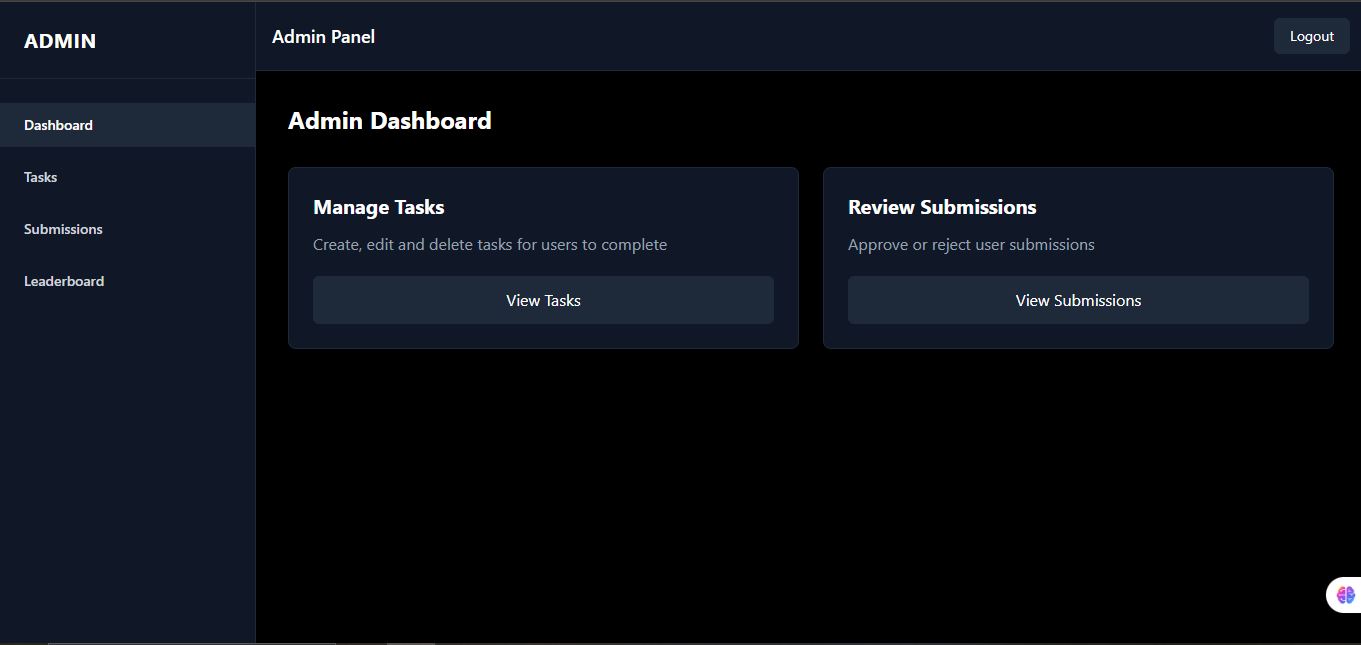 ADMIN
Admin Panel
Logout
Dashboard
Tasks
Submissions
Leaderboard
Admin Dashboard
Manage Tasks
Create, edit and delete tasks for users to complete
View Tasks
Review Submissions
Approve or reject user submissions
View Submissions